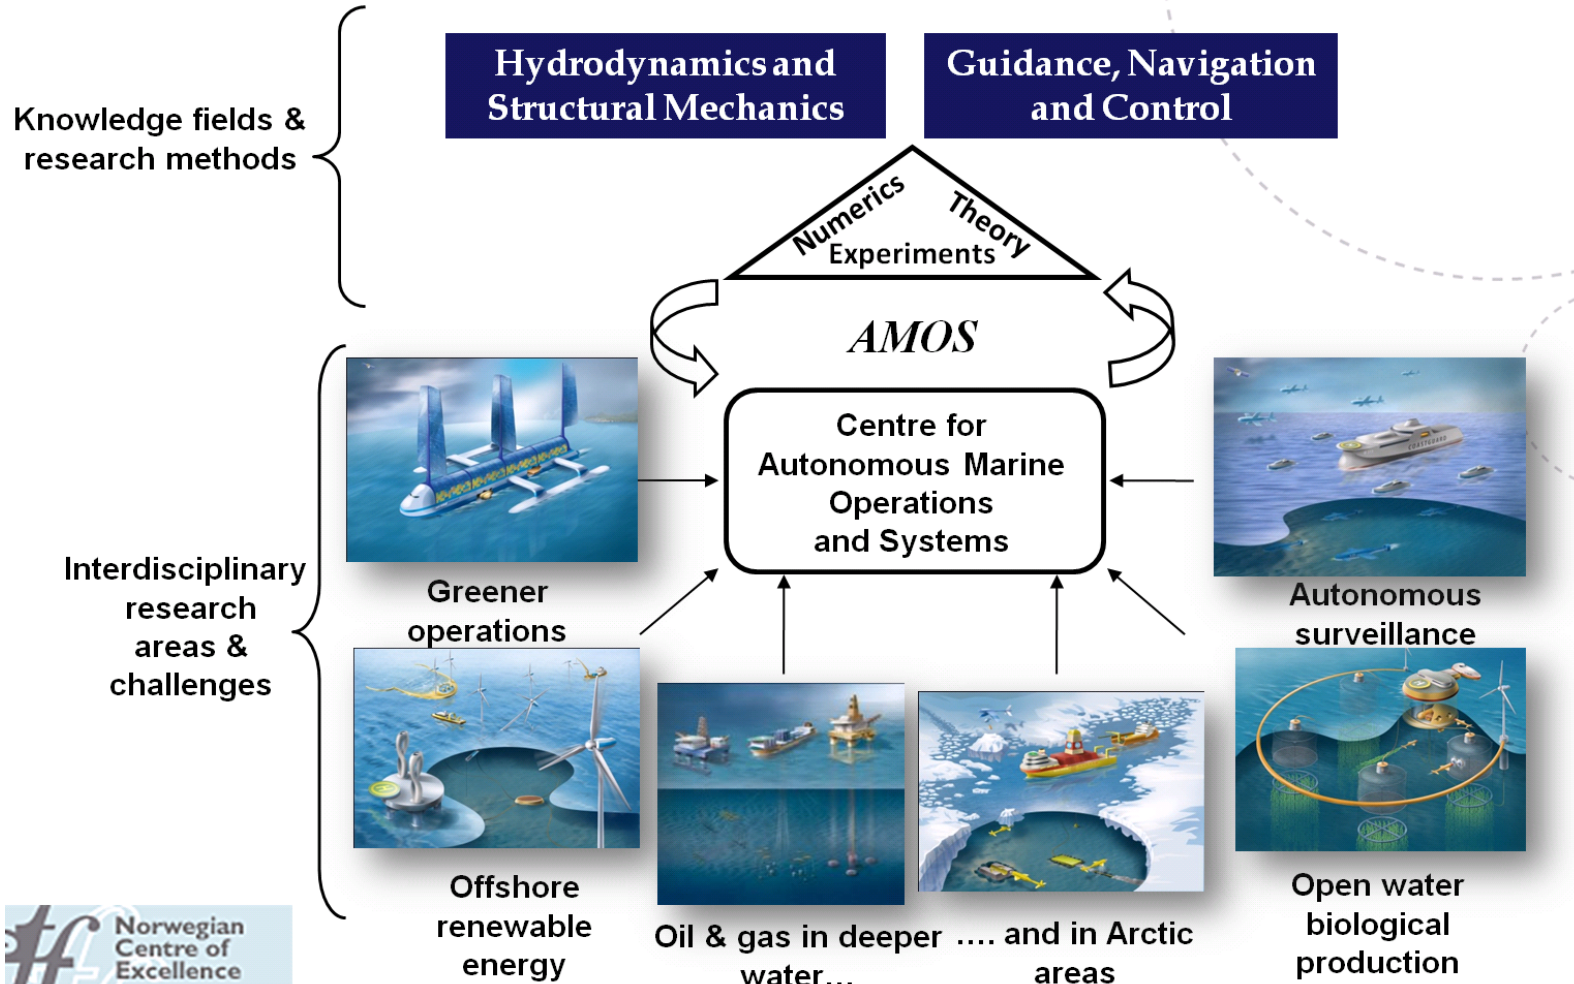 Hydrodynamics and
Structural Mechanics
Guidance, Navigation
and Control
Knowledge fields &
research methods
Numerics
Theory
Experiments
AMOS
Centre for
Autonomous Marine
Operations
and Systems
COASTGUARD
Interdisciplinary
research
areas &
challenges
Greener
operations
Autonomous
surveillance
Offshore
renewable
energy
Oil & gas in deeper
water...
.... and in Arctic
areas
Open water
biological
production
sff
Norwegian
Centre of
Excellence